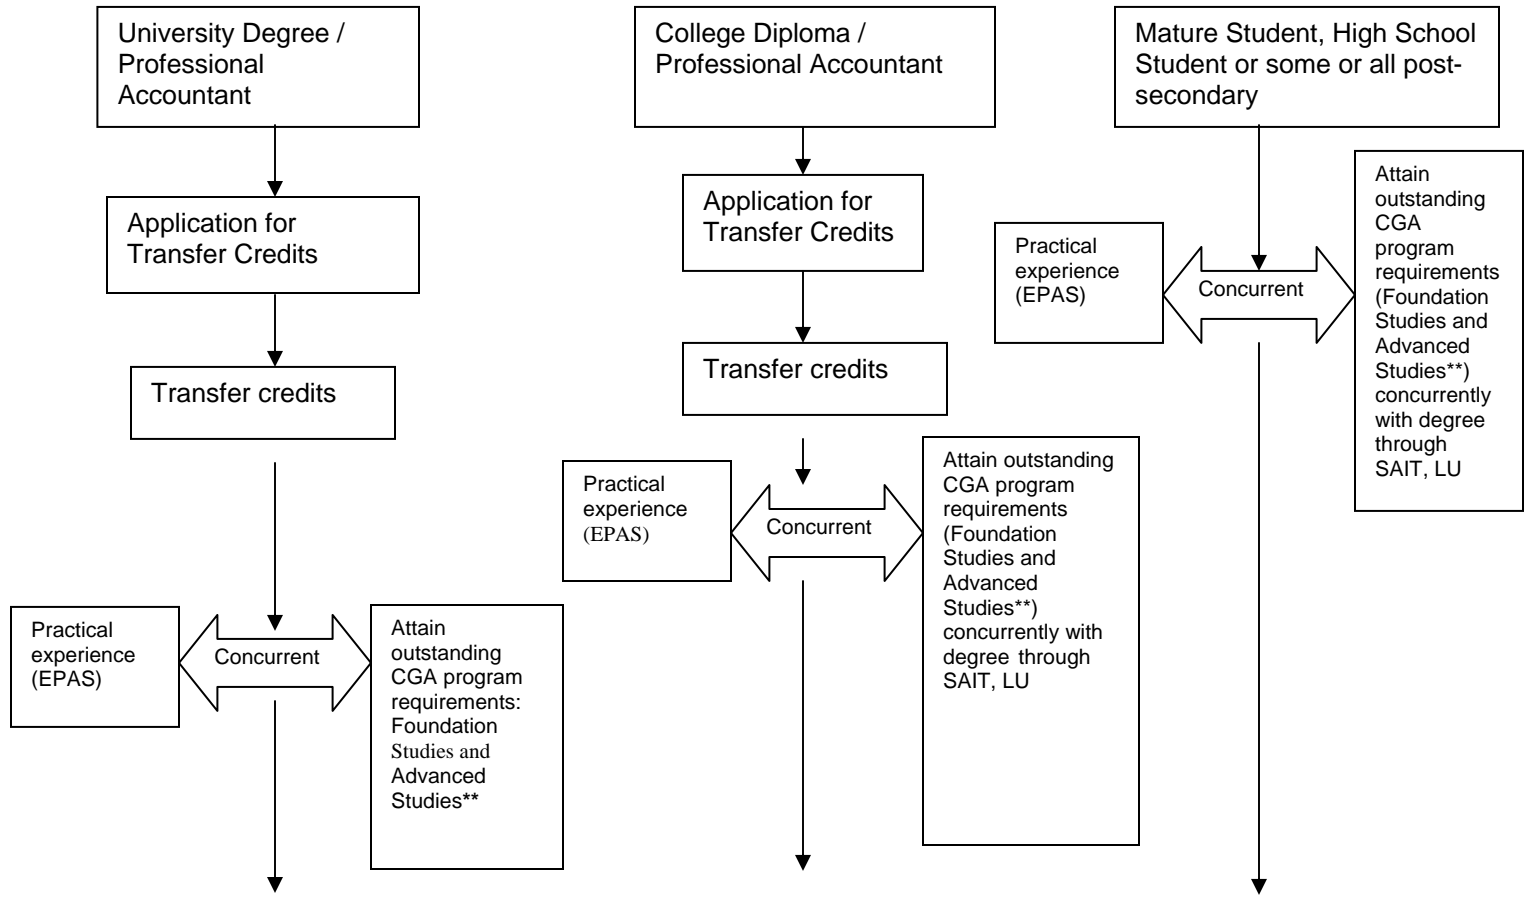 University Degree /
Professional
Accountant
Application for
Transfer Credits
Transfer credits
Practical
experience
(EPAS)
Concurrent
Attain
outstanding
CGA program
requirements:
Foundation
Studies and
Advanced
Studies**
College Diploma /
Professional Accountant
Application for
Transfer Credits
Transfer credits
Practical
experience
(EPAS)
Concurrent
Attain outstanding
CGA program
requirements
(Foundation
Studies and
Advanced
Studies**)
concurrently with
degree through
SAIT, LU
Mature Student, High School
Student or some or all post-
secondary
Practical
experience
(EPAS)
Concurrent
Attain
outstanding
CGA
program
requirements
(Foundation
Studies and
Advanced
Studies**)
concurrently
with degree
through
SAIT, LU